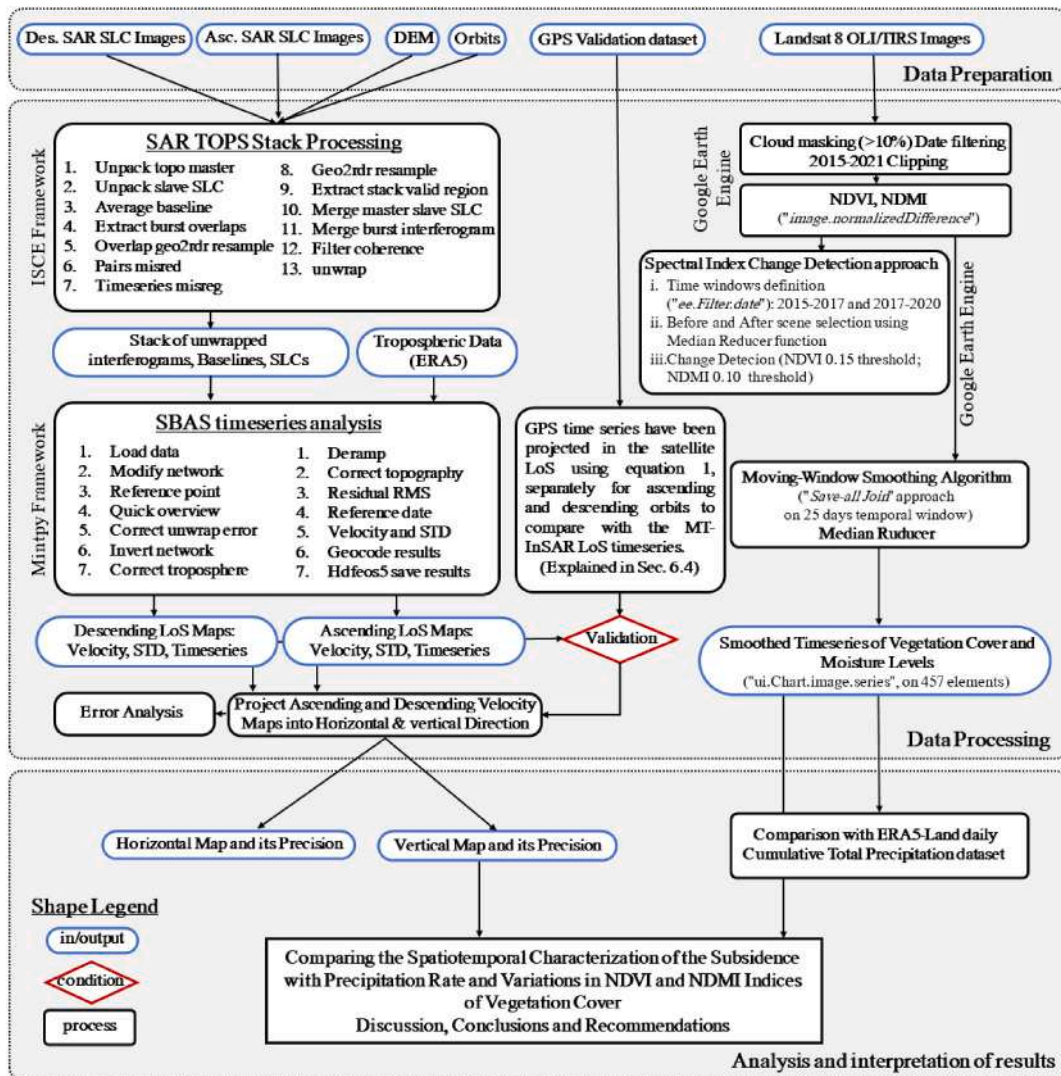 Des. SAR SLC Images
Asc. SAR SLC Images
DEM
Orbits
GPS Validation dataset
Landsat 8 OLI/TIRS Images
Data Preparation
ISCE Framework
SAR TOPS Stack Processing
1. Unpack topo master
2. Unpack slave SLC
3. Average baseline
4. Extract burst overlaps
5. Overlap geo2rdr resample
6. Pairs misred
7. Timeseries misreg
8. Geo2rdr resample
9. Extract stack valid region
10. Merge master slave SLC
11. Merge burst interferogram
12. Filter coherence
13. unwrap
Google Earth
Engine
Cloud masking (>10%) Date filtering
2015-2021 Clipping
NDVI, NDMI
("image.normalizedDifference")
Spectral Index Change Detection approach
i. Time windows definition
("ee.Filter.date"): 2015-2017 and 2017-2020
ii. Before and After scene selection using
Median Reducer function
iii.Change Detecion (NDVI 0.15 threshold;
NDMI 0.10 threshold)
Google Earth Engine
Stack of unwrapped
interferograms, Baselines, SLCs
Tropospheric Data
(ERA5)
Mintpy Framework
SBAS timeseries analysis
1. Load data
2. Modify network
3. Reference point
4. Quick overview
5. Correct unwrap error
6. Invert network
7. Correct troposphere
1. Deramp
2. Correct topography
3. Residual RMS
4. Reference date
5. Velocity and STD
6. Geocode results
7. Hdfeos5 save results
GPS time series have been
projected in the satellite
LoS using equation 1,
separately for ascending
and descending orbits to
compare with the MT-
InSAR LoS timeseries.
(Explained in Sec. 6.4)
Moving-Window Smoothing Algorithm
("Save-all Join" approach
on 25 days temporal window)
Median Ruducer
Descending LoS Maps:
Velocity, STD, Timeseries
Ascending LoS Maps:
Velocity, STD, Timeseries
Validation
Smoothed Timeseries of Vegetation Cover and
Moisture Levels
("ui.Chart.image.series", on 457 elements)
Error Analysis
Project Ascending and Descending Velocity
Maps into Horizontal & vertical Direction
Data Processing
Horizontal Map and its Precision
Vertical Map and its Precision
Comparison with ERA5-Land daily
Cumulative Total Precipitation dataset
Shape Legend
in/output
condition
process
Comparing the Spatiotemporal Characterization of the Subsidence
with Precipitation Rate and Variations in NDVI and NDMI Indices
of Vegetation Cover
Discussion, Conclusions and Recommendations
Analysis and interpretation of results